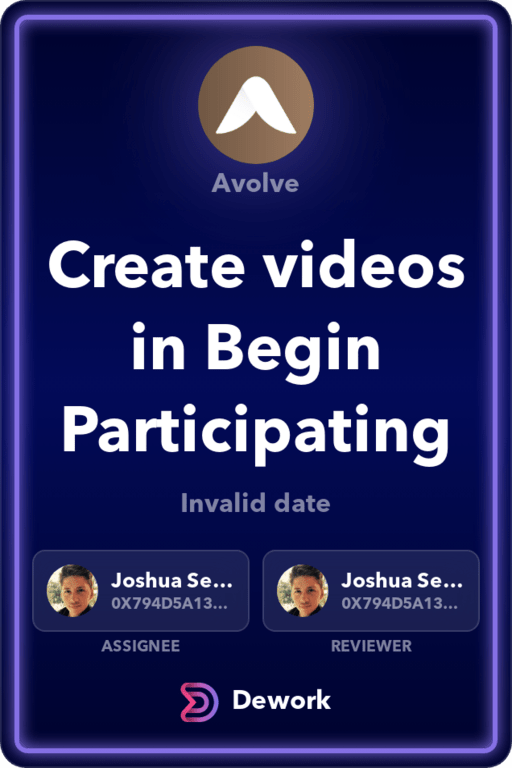 Avolve
Create videos
in Begin
Participating
Invalid date
Joshua Se...
0X794D5A13...
ASSIGNEE
Joshua Se...
0X794D5A13...
REVIEWER
Dework